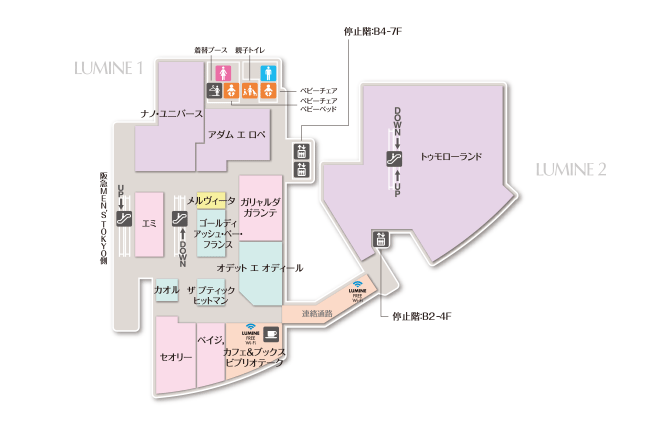 停止階:B4-7F
着替ブース
親子トイレ
LUMINE 1
ベビーチェア
ベビーチェア
ベビーベッド
ナノ・ユニバース
アダム エ ロペ
DOWN
UP
トゥモローランド
LUMINE 2
阪急MEN'S TOKYO側
UP
エミ
DOWN
メルヴィータ
ゴールディ
アッシュ・ペー・
フランス
ガリャルダ
ガランテ
オデット エ オディール
カオル
ザ ブティック
ヒットマン
LUMINE
FREE
Wi-Fi
連絡通路
停止階:B2-4F
セオリー
ベイジ,
LUMINE
FREE
Wi-Fi
カフェ&ブックス
ビブリオテーク